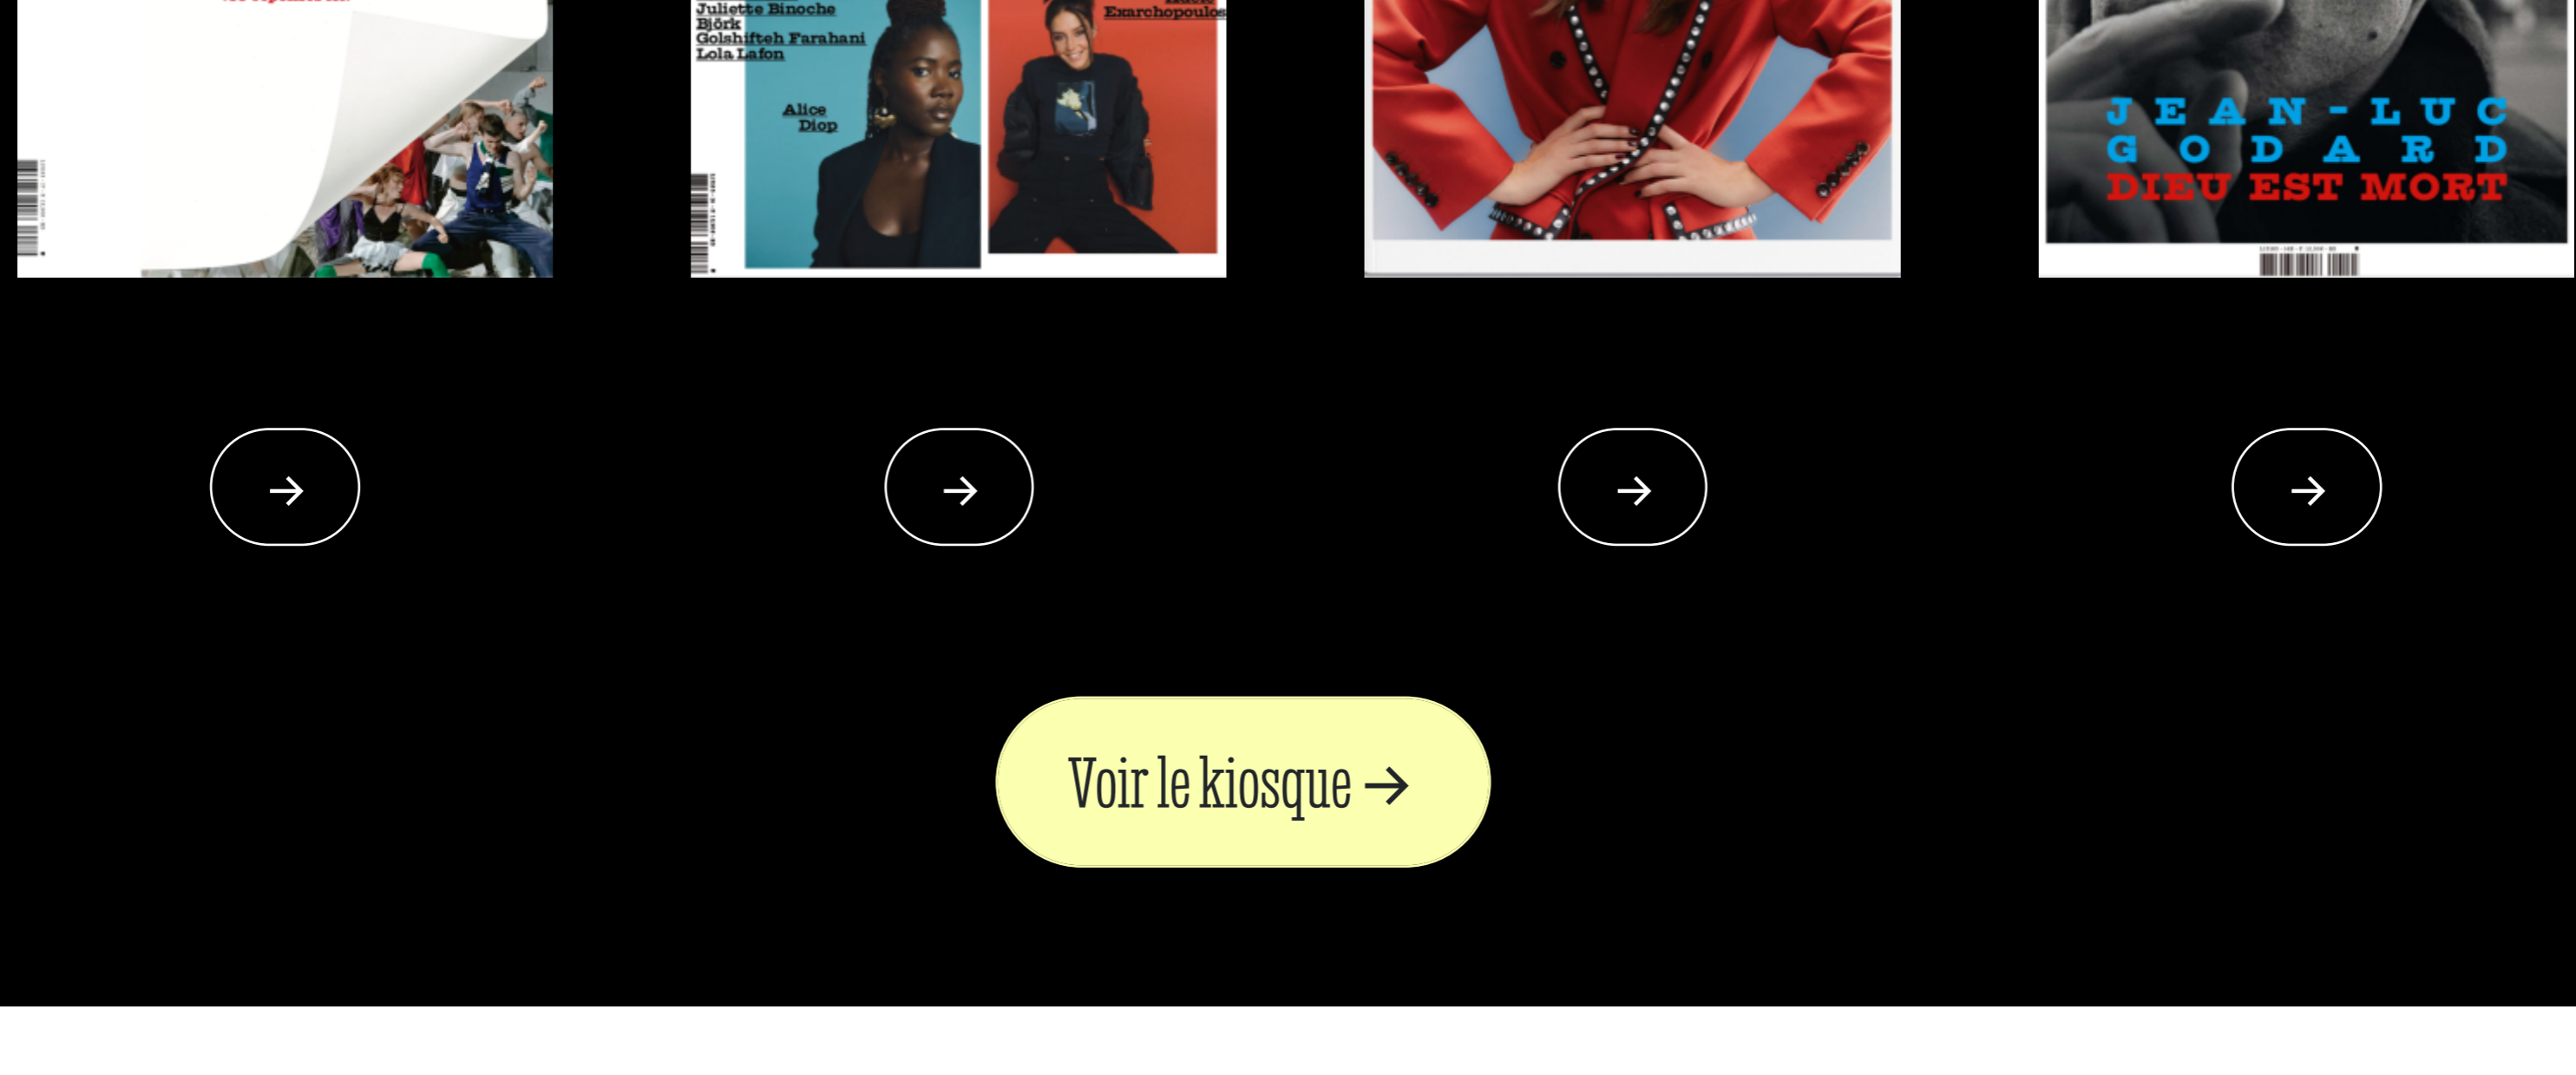 Juliette Binoche
Björk
Golshifteh Farahani
Lola Lafon
Alice
Diop
Exarchopoulos
JEAN-LUC
GODARD
DIEU EST MORT
Voir le kiosque →